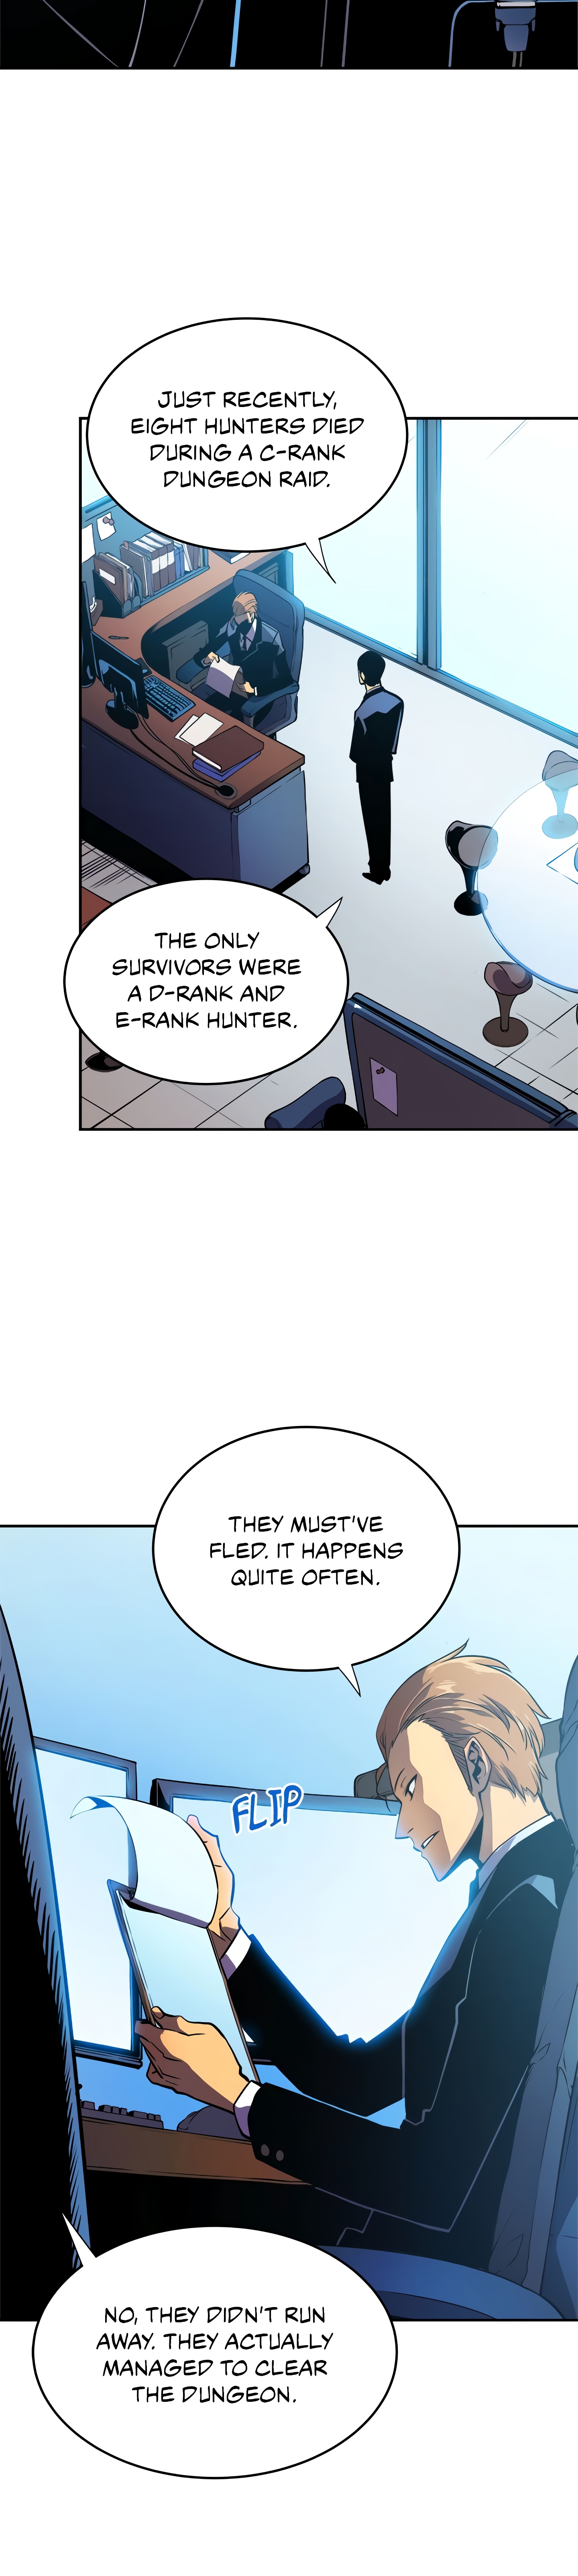 JUST RECENTLY,
EIGHT HUNTERS DIED
DURING A C-RANK
DUNGEON RAID.
THE ONLY
SURVIVORS WERE
A D-RANK AND
E-RANK HUNTER.
THEY MUST'VE
FLED. IT HAPPENS
QUITE OFTEN.
FLIP
NO, THEY DIDN'T RUN
AWAY. THEY ACTUALLY
MANAGED TO CLEAR
THE DUNGEON.